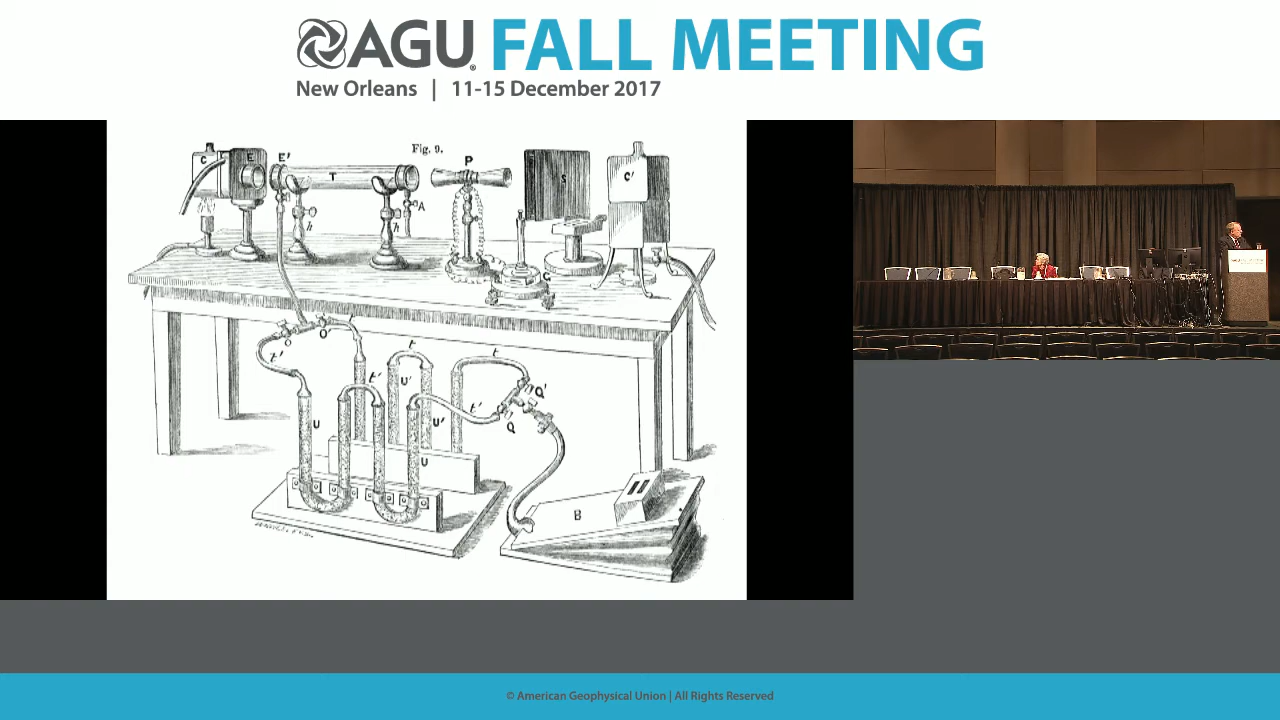 AGU FALL MEETING
New Orleans | 11-15 December 2017
Fig. 9.
C E E' T A P S C'
h h
t' o O t
t' t t
U U' U' t' Q Q'
U
B
© American Geophysical Union | All Rights Reserved